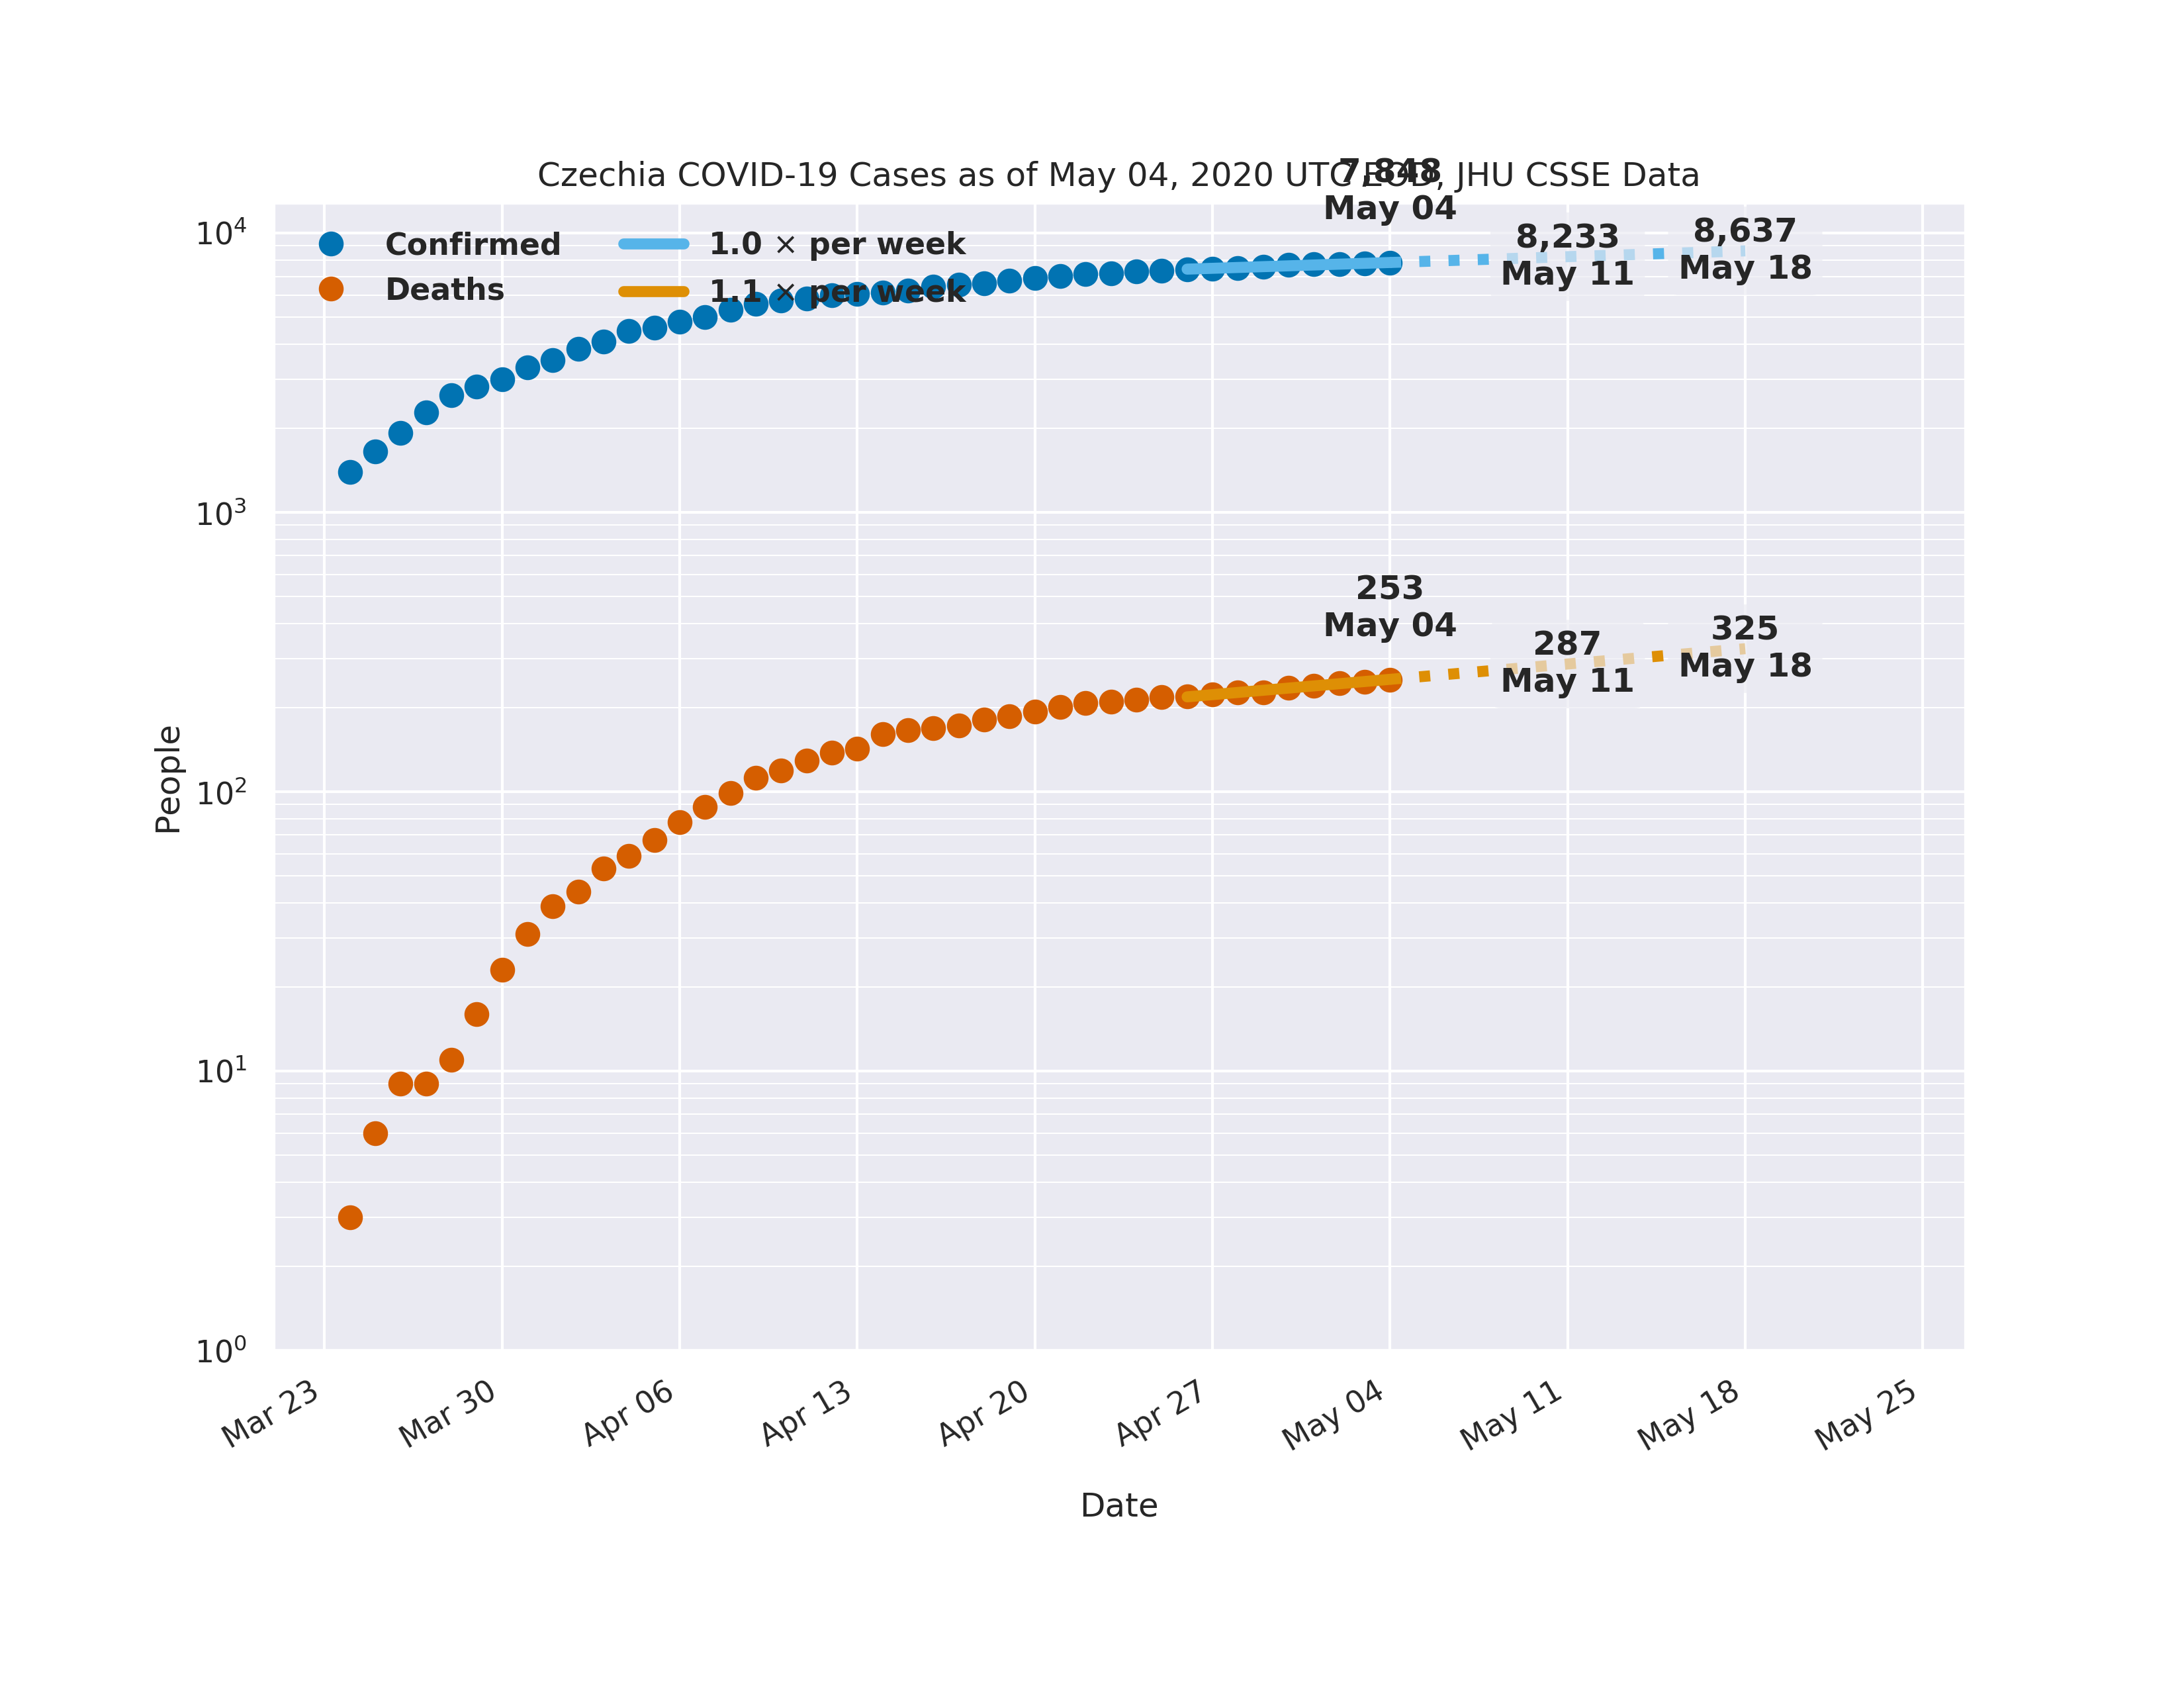 Czechia COVID-19 Cases as of May 04, 2020 UTC EOD, JHU CSSE Data
7,848
May 04
8,233
May 11
8,637
May 18
Confirmed
Deaths
1.0 × per week
1.1 × per week
253
May 04
287
May 11
325
May 18
10⁴
10³
10²
10¹
10⁰
People
Mar 23
Mar 30
Apr 06
Apr 13
Apr 20
Apr 27
May 04
May 11
May 18
May 25
Date